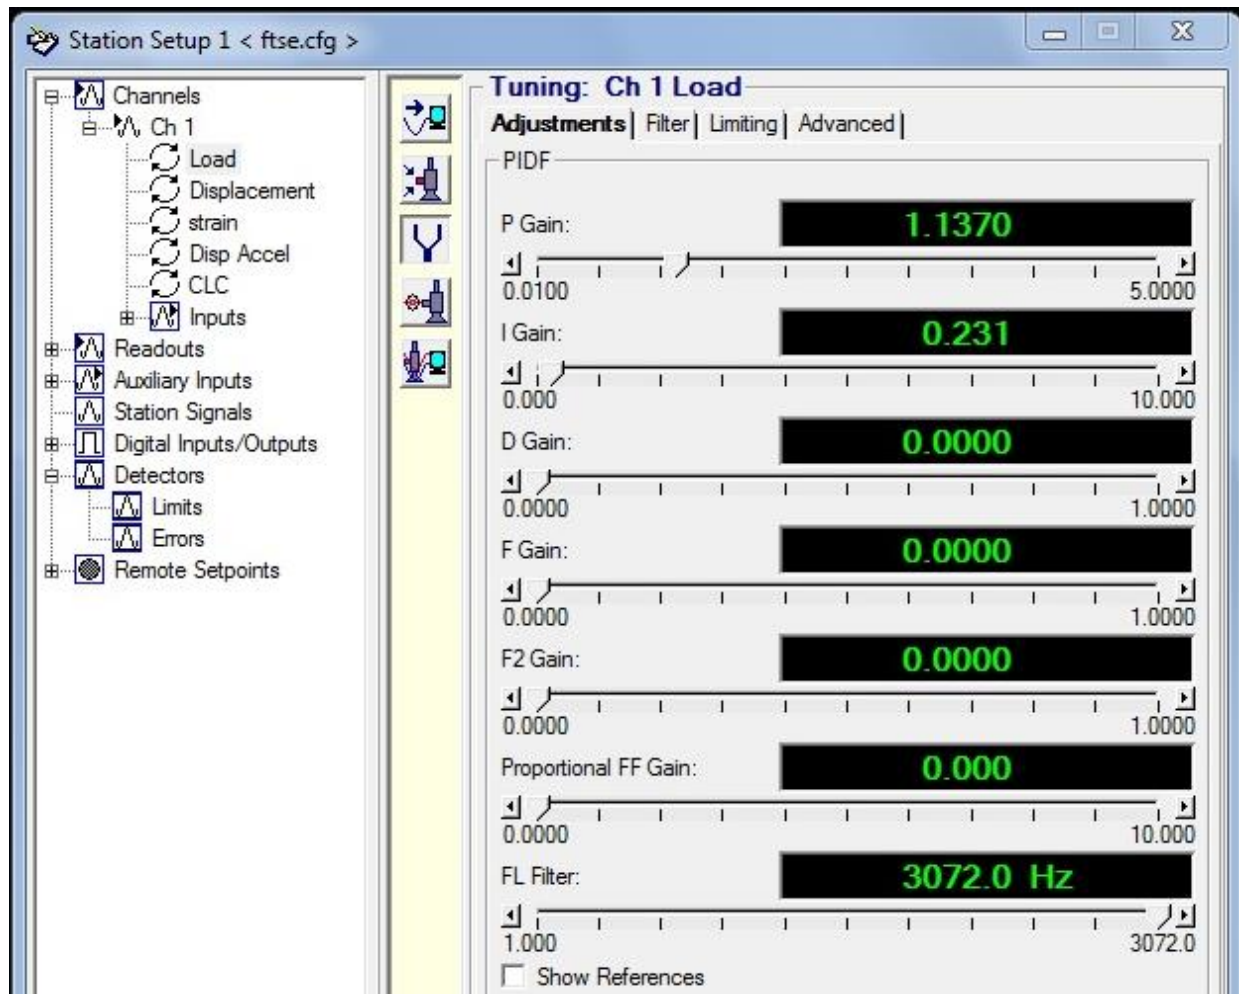 Station Setup 1 < ftse.cfg >
Channels
Ch 1
Load
Displacement
strain
Disp Accel
CLC
Inputs
Readouts
Auxiliary Inputs
Station Signals
Digital Inputs/Outputs
Detectors
Limits
Errors
Remote Setpoints
Tuning: Ch 1 Load
Adjustments Filter Limiting Advanced
PIDF
P Gain: 1.1370
0.0100 5.0000
I Gain: 0.231
0.000 10.000
D Gain: 0.0000
0.0000 1.0000
F Gain: 0.0000
0.0000 1.0000
F2 Gain: 0.0000
0.0000 1.0000
Proportional FF Gain: 0.000
0.0000 10.000
FL Filter: 3072.0 Hz
1.000 3072.0
Show References